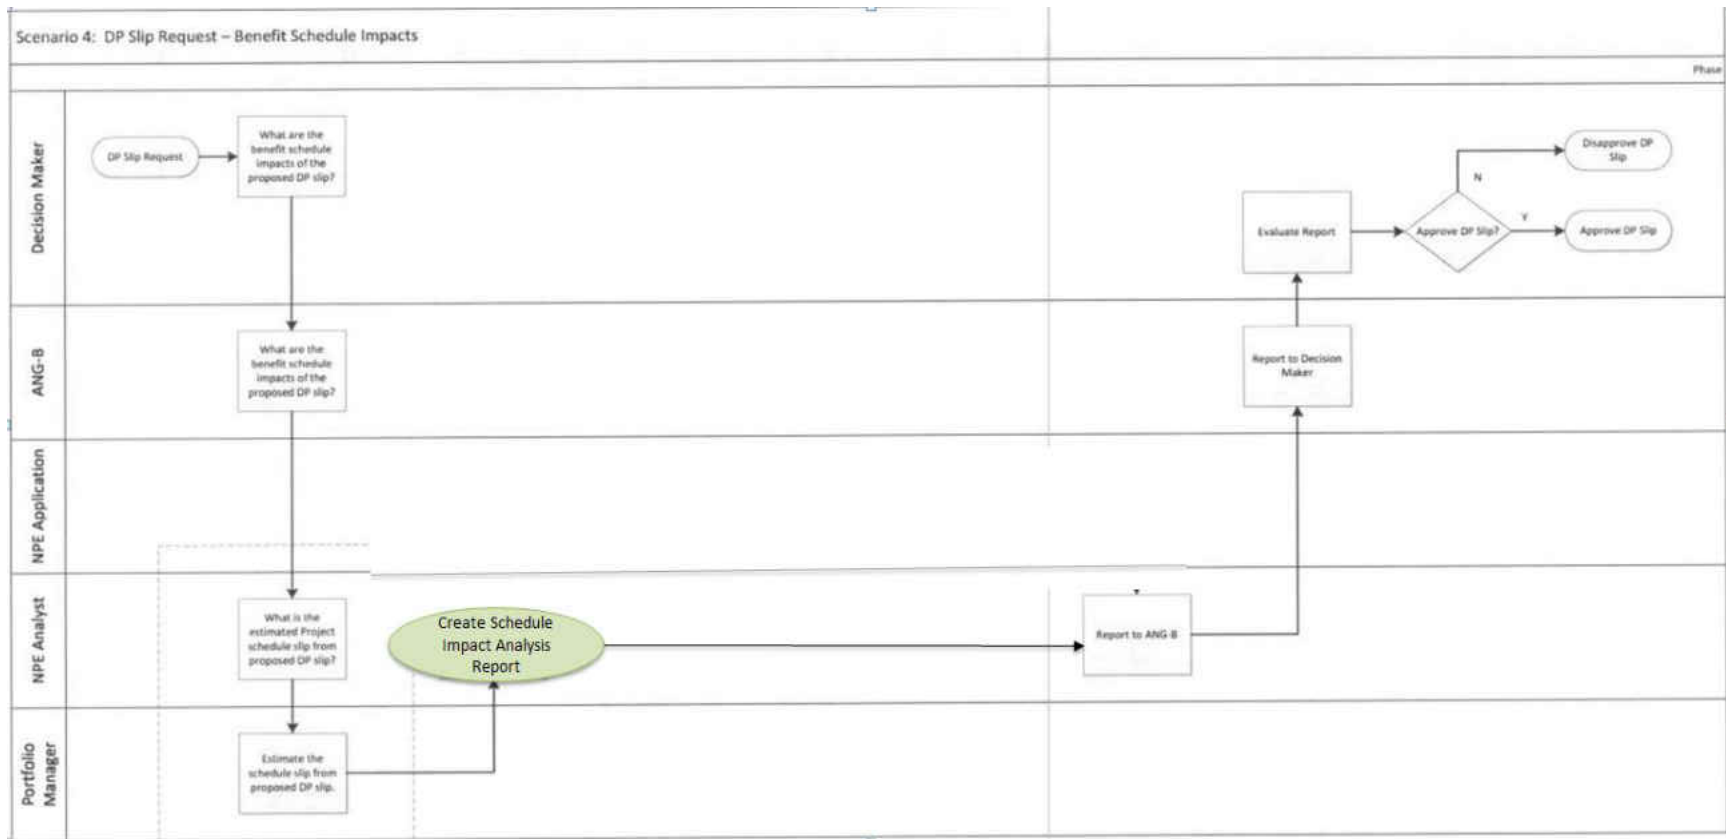 Scenario 4:  DP Slip Request – Benefit Schedule Impacts
Phase
Decision Maker
DP Slip Request
What are the
benefit schedule
impacts of the
proposed DP slip?
Evaluate Report
Approve DP Slip?
N
Y
Disapprove DP
Slip
Approve DP Slip
ANG-B
What are the
benefit schedule
impacts of the
proposed DP slip?
Report to Decision
Maker
NPE Application
NPE Analyst
What is the
estimated Project
schedule slip from
proposed DP slip?
Create Schedule
Impact Analysis
Report
Report to ANG-B
Portfolio
Manager
Estimate the
schedule slip from
proposed DP slip.